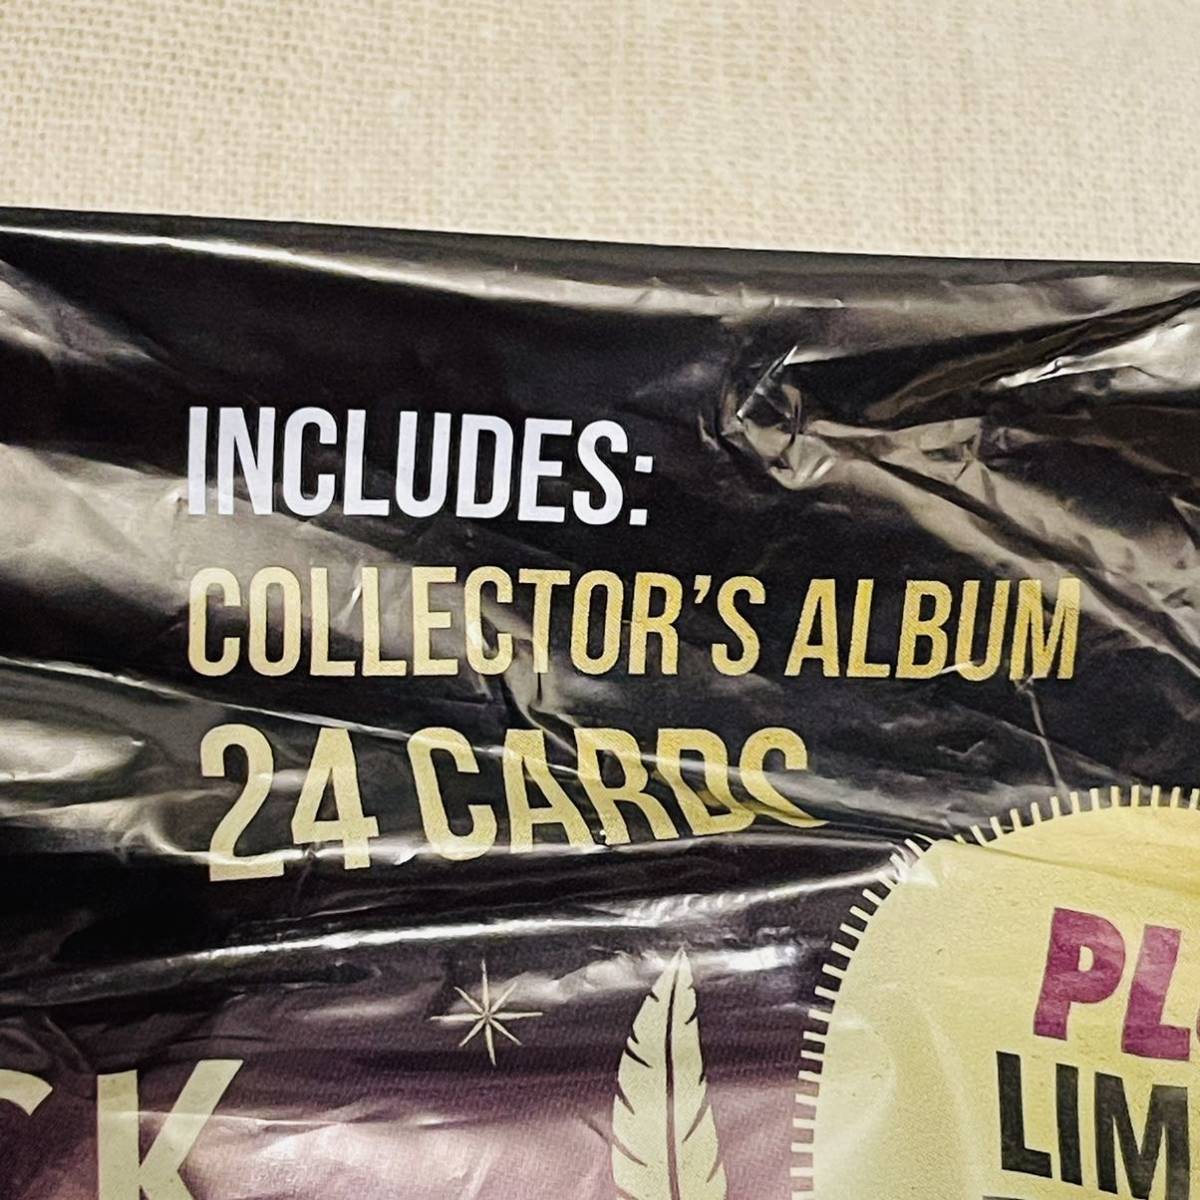 INCLUDES:
COLLECTOR'S ALBUM
24 CARDS